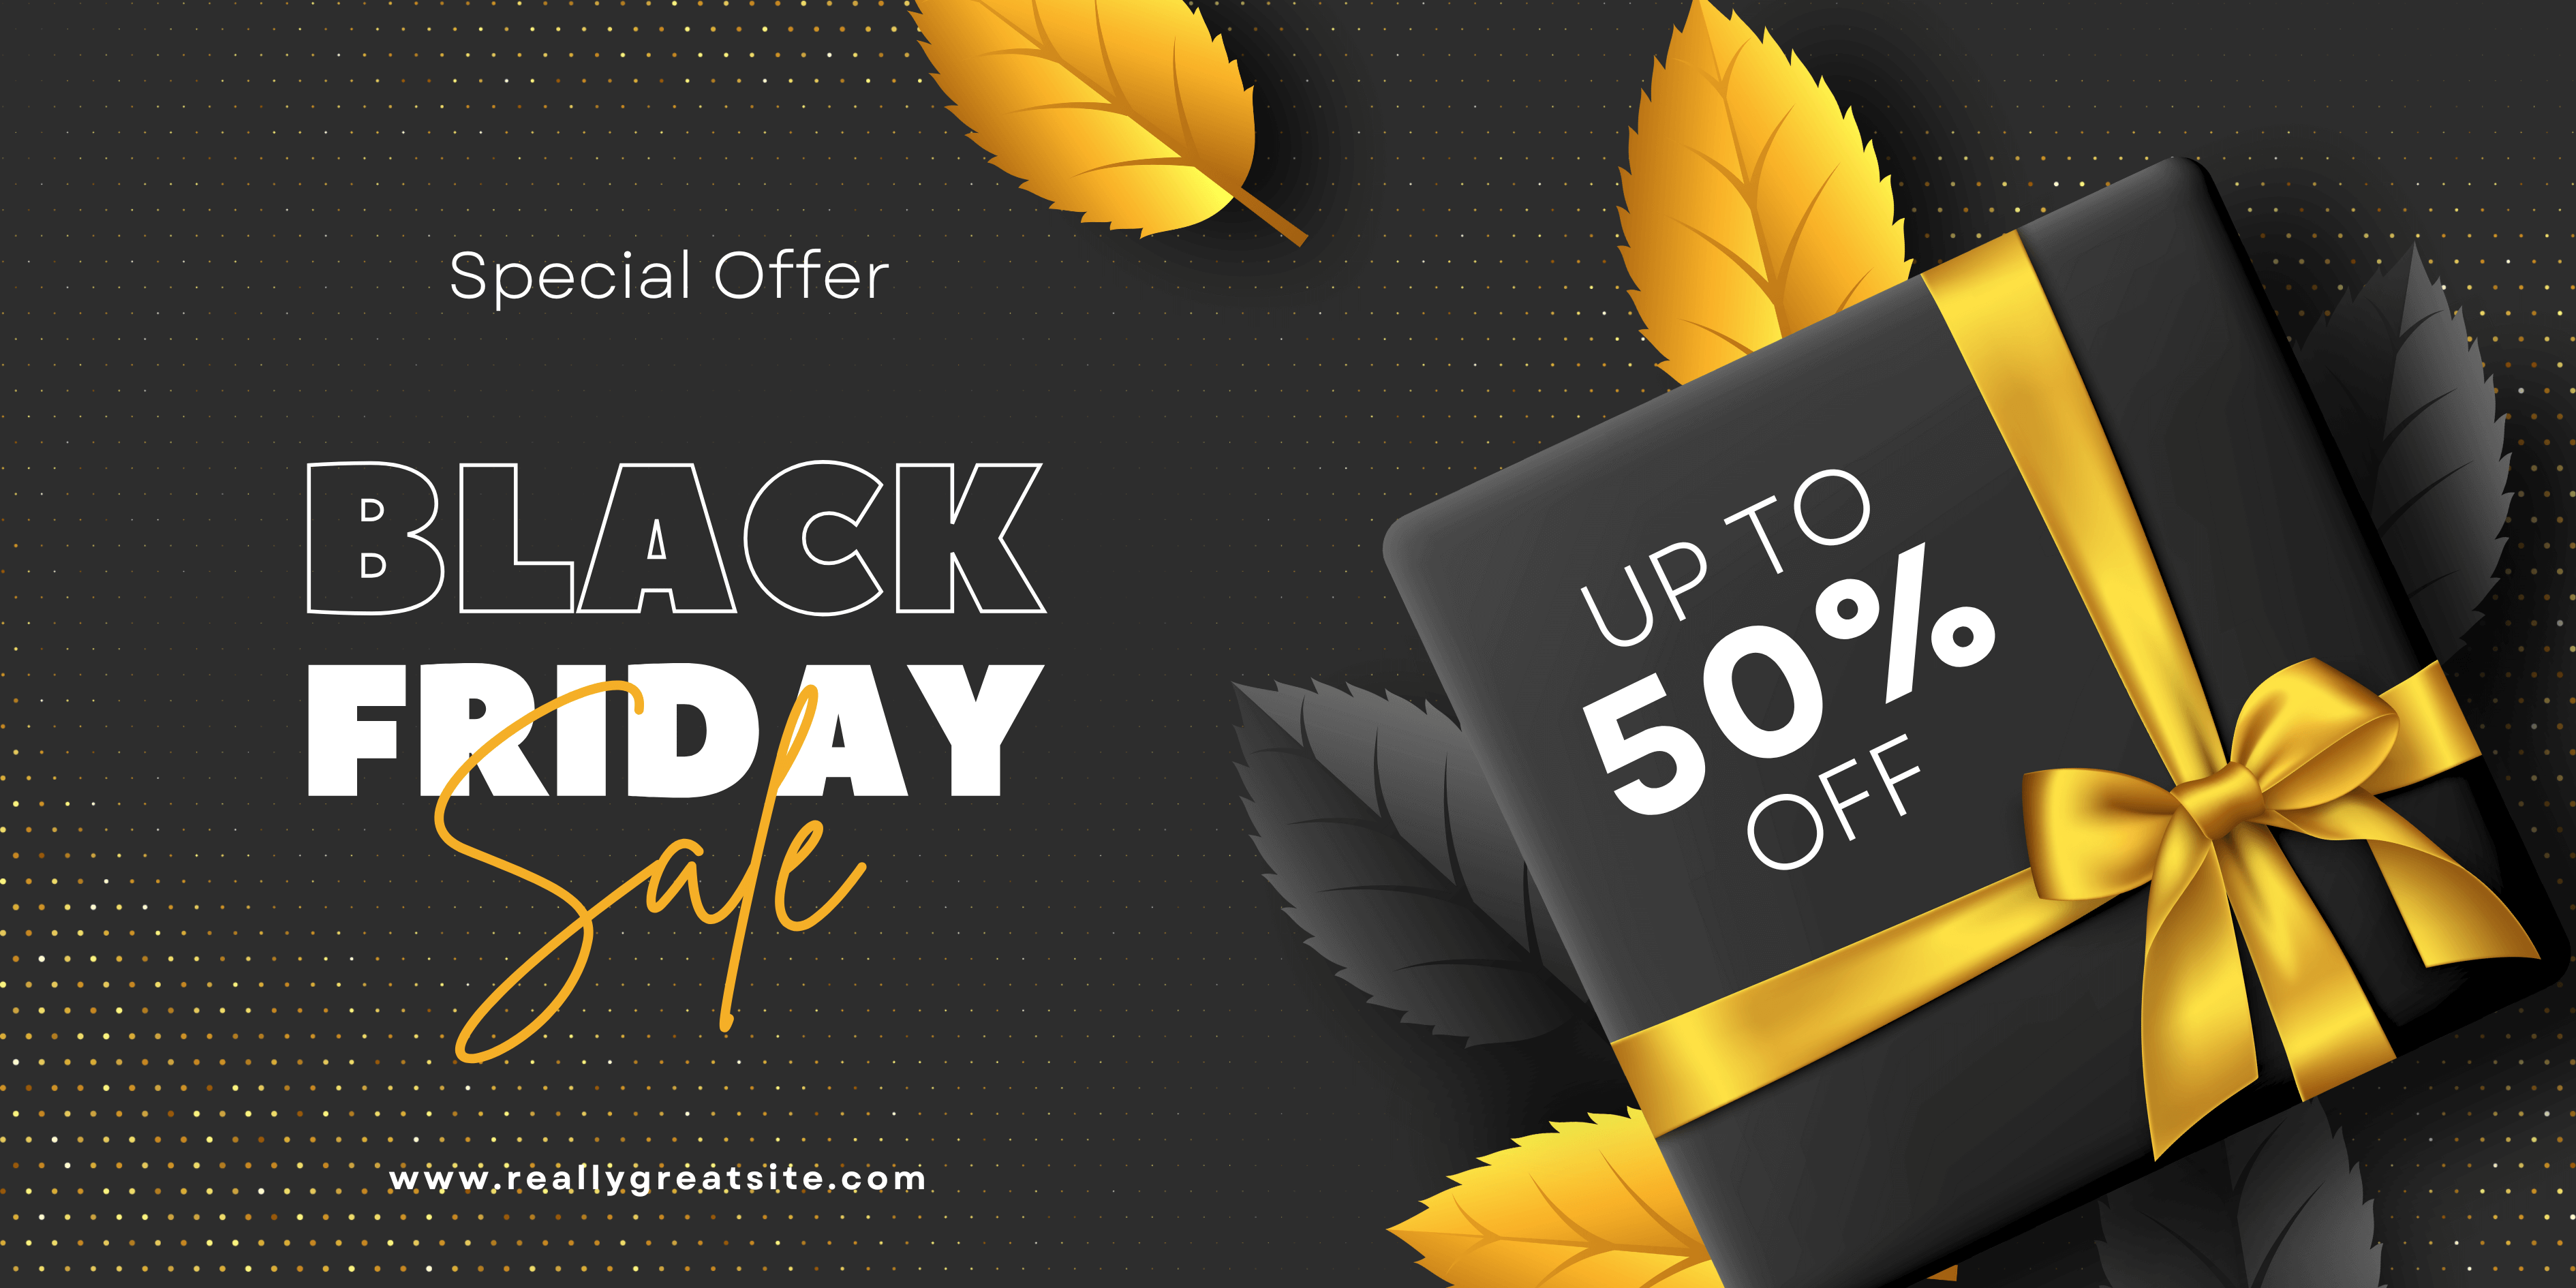 Special Offer
BLACK
FRIDAY
Sale
www.reallygreatsite.com
UP TO
50%
OFF